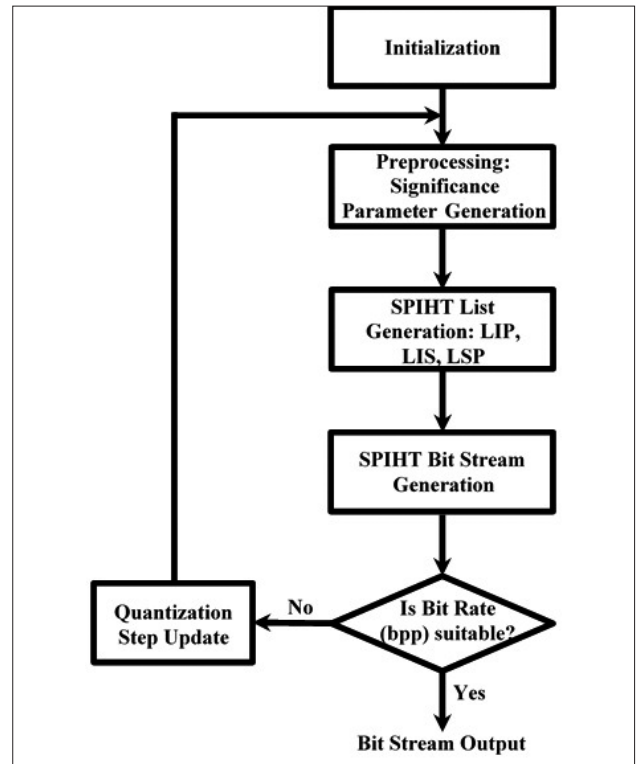 Initialization
Preprocessing:
Significance
Parameter Generation
SPIHT List
Generation: LIP,
LIS, LSP
SPIHT Bit Stream
Generation
Is Bit Rate
(bpp) suitable?
No
Quantization
Step Update
Yes
Bit Stream Output